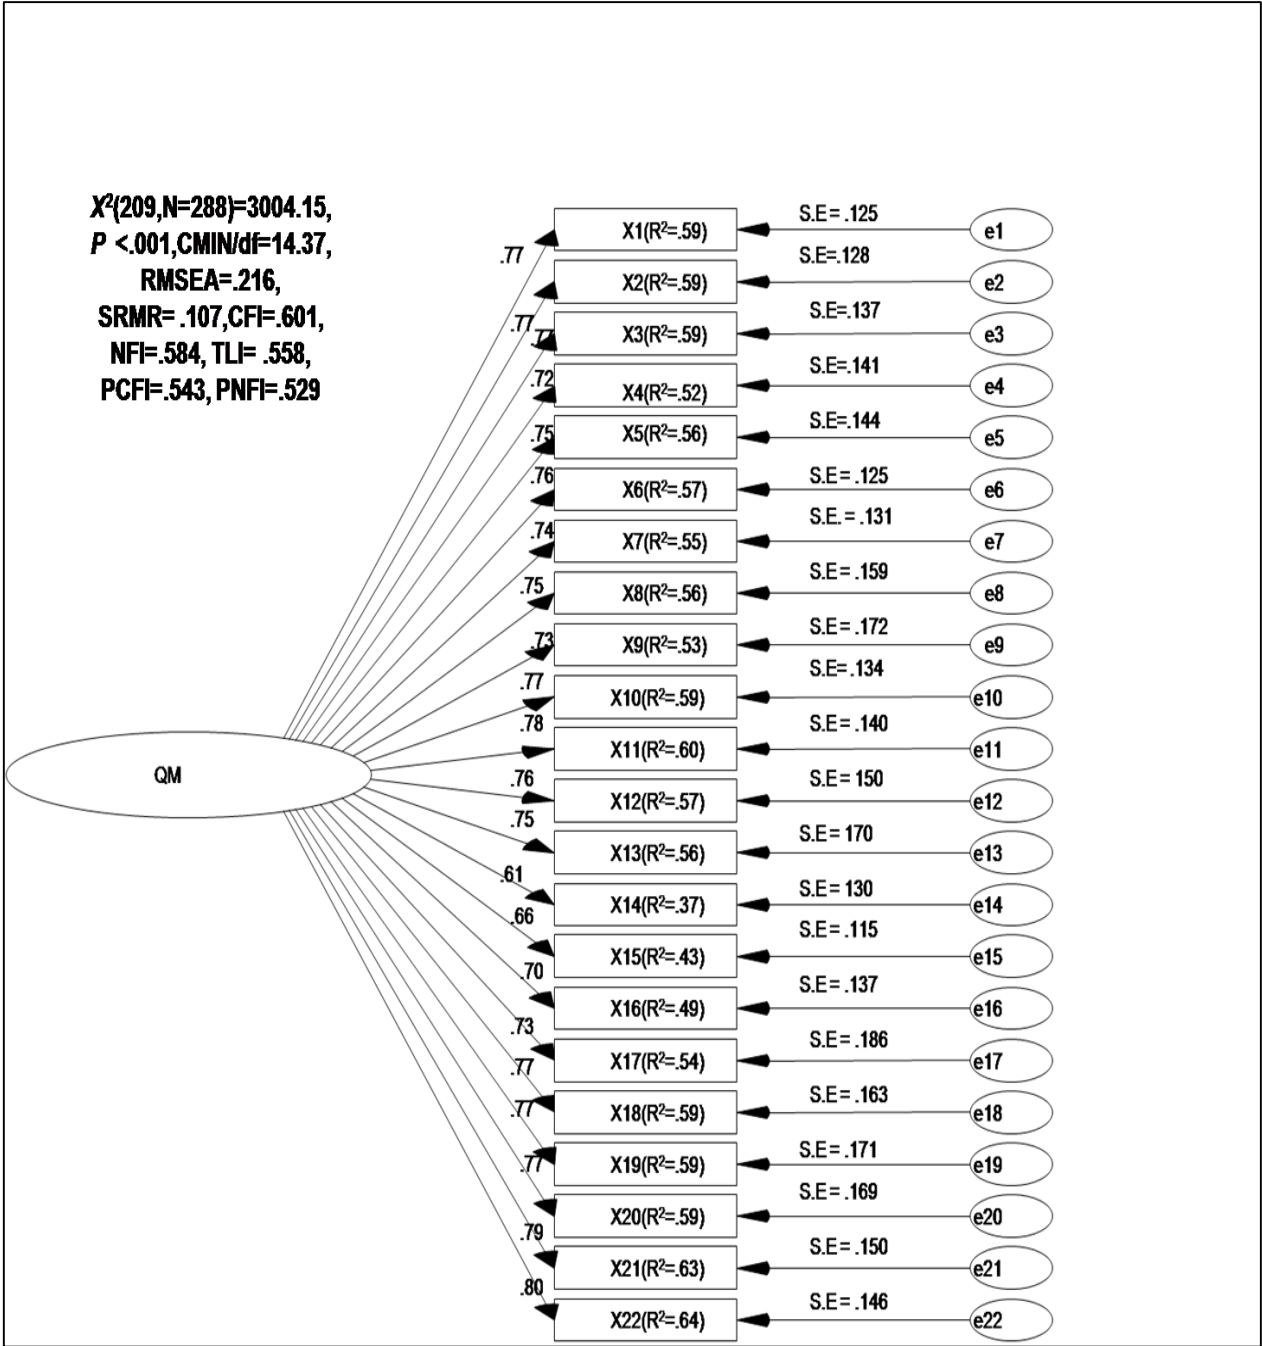 X²(209,N=288)=3004.15,
P <.001,CMIN/df=14.37,
RMSEA=.216,
SRMR= .107,CFI=.601,
NFI=.584, TLI= .558,
PCFI=.543, PNFI=.529
.77 X1(R²=.59) S.E= .125 e1
.77 X2(R²=.59) S.E=.128 e2
.77 X3(R²=.59) S.E=.137 e3
.72 X4(R²=.52) S.E=.141 e4
.75 X5(R²=.56) S.E=.144 e5
.76 X6(R²=.57) S.E= .125 e6
.74 X7(R²=.55) S.E. = .131 e7
.75 X8(R²=.56) S.E= .159 e8
.73 X9(R²=.53) S.E= .172 e9
.77 X10(R²=.59) S.E= .134 e10
.78 X11(R²=.60) S.E= .140 e11
QM
.76 X12(R²=.57) S.E= 150 e12
.75 X13(R²=.56) S.E= 170 e13
.61 X14(R²=.37) S.E= 130 e14
.66 X15(R²=.43) S.E= .115 e15
.70 X16(R²=.49) S.E= .137 e16
.73 X17(R²=.54) S.E= .186 e17
.77 X18(R²=.59) S.E= .163 e18
.77 X19(R²=.59) S.E= .171 e19
.77 X20(R²=.59) S.E= .169 e20
.79 X21(R²=.63) S.E= .150 e21
.80 X22(R²=.64) S.E= .146 e22